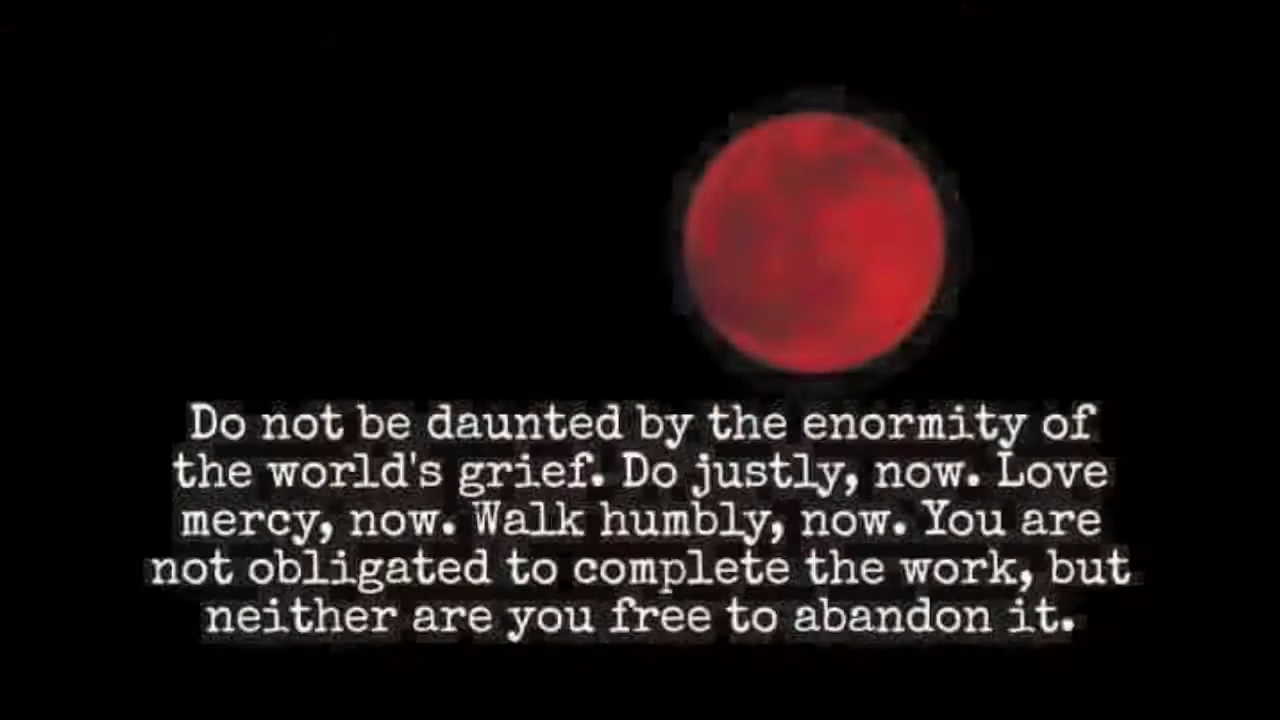 Do not be daunted by the enormity of
the world's grief. Do justly, now. Love
mercy, now. Walk humbly, now. You are
not obligated to complete the work, but
neither are you free to abandon it.